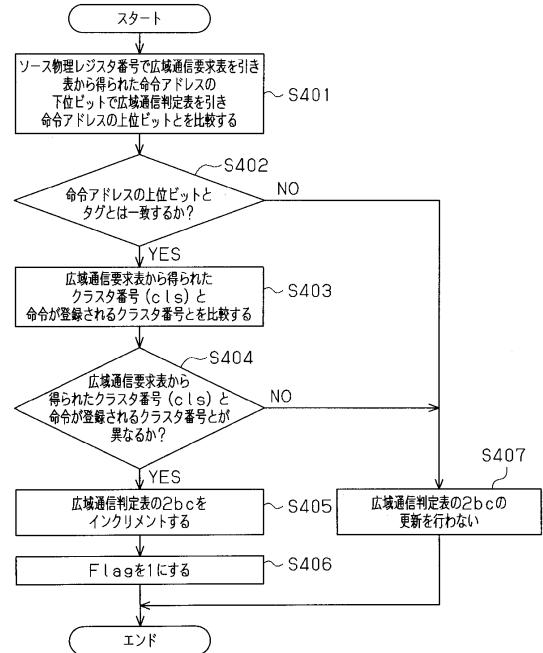 スタート
ソース物理レジスタ番号で広域通信要求表を引き
表から得られた命令アドレスの
下位ビットで広域通信判定表を引き
命令アドレスの上位ビットとを比較する
S401
S402
命令アドレスの上位ビットと
タグとは一致するか?
NO
YES
広域通信要求表から得られた
クラスタ番号(cls)と
命令が登録されるクラスタ番号とを比較する
S403
S404
広域通信要求表から
得られたクラスタ番号(cls)と
命令が登録されるクラスタ番号とが
異なるか?
NO
YES
S407
広域通信判定表の2bcを
インクリメントする
S405
広域通信判定表の2bcの
更新を行わない
Flagを1にする
S406
エンド